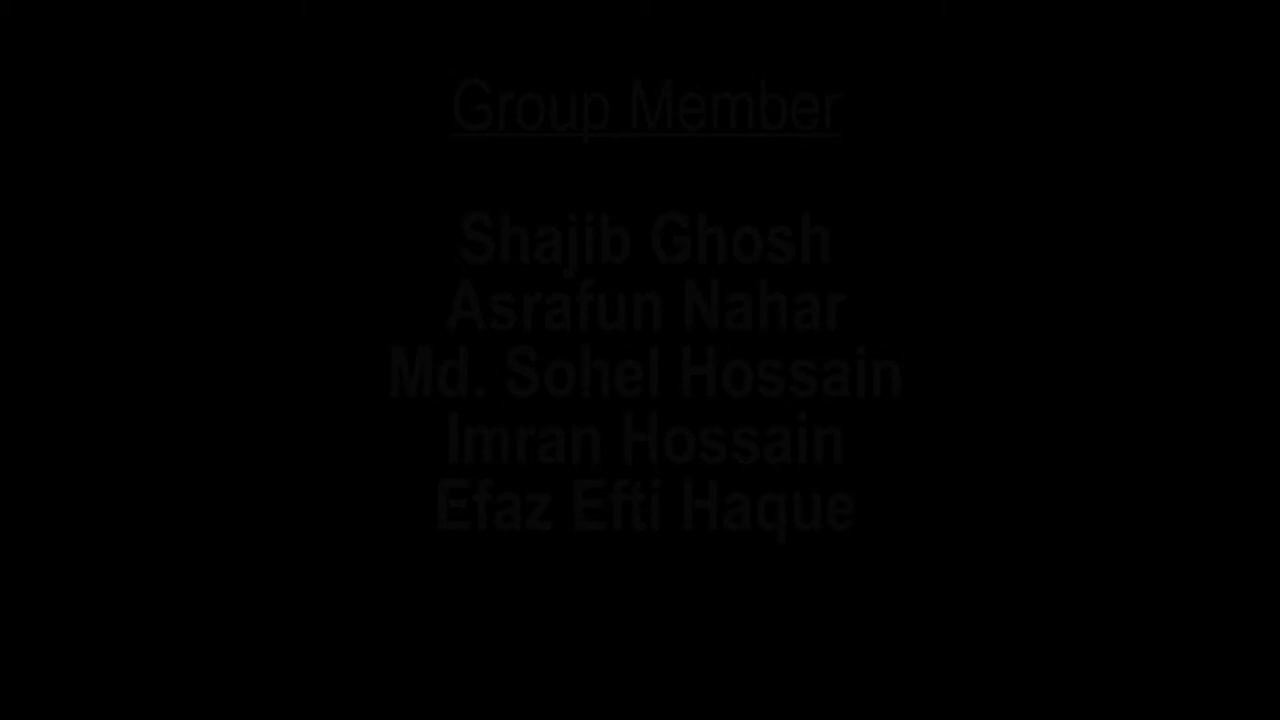 Group Member
Shajib Ghosh
Asrafun Nahar
Md. Sohel Hossain
Imran Hossain
Efaz Efti Haque